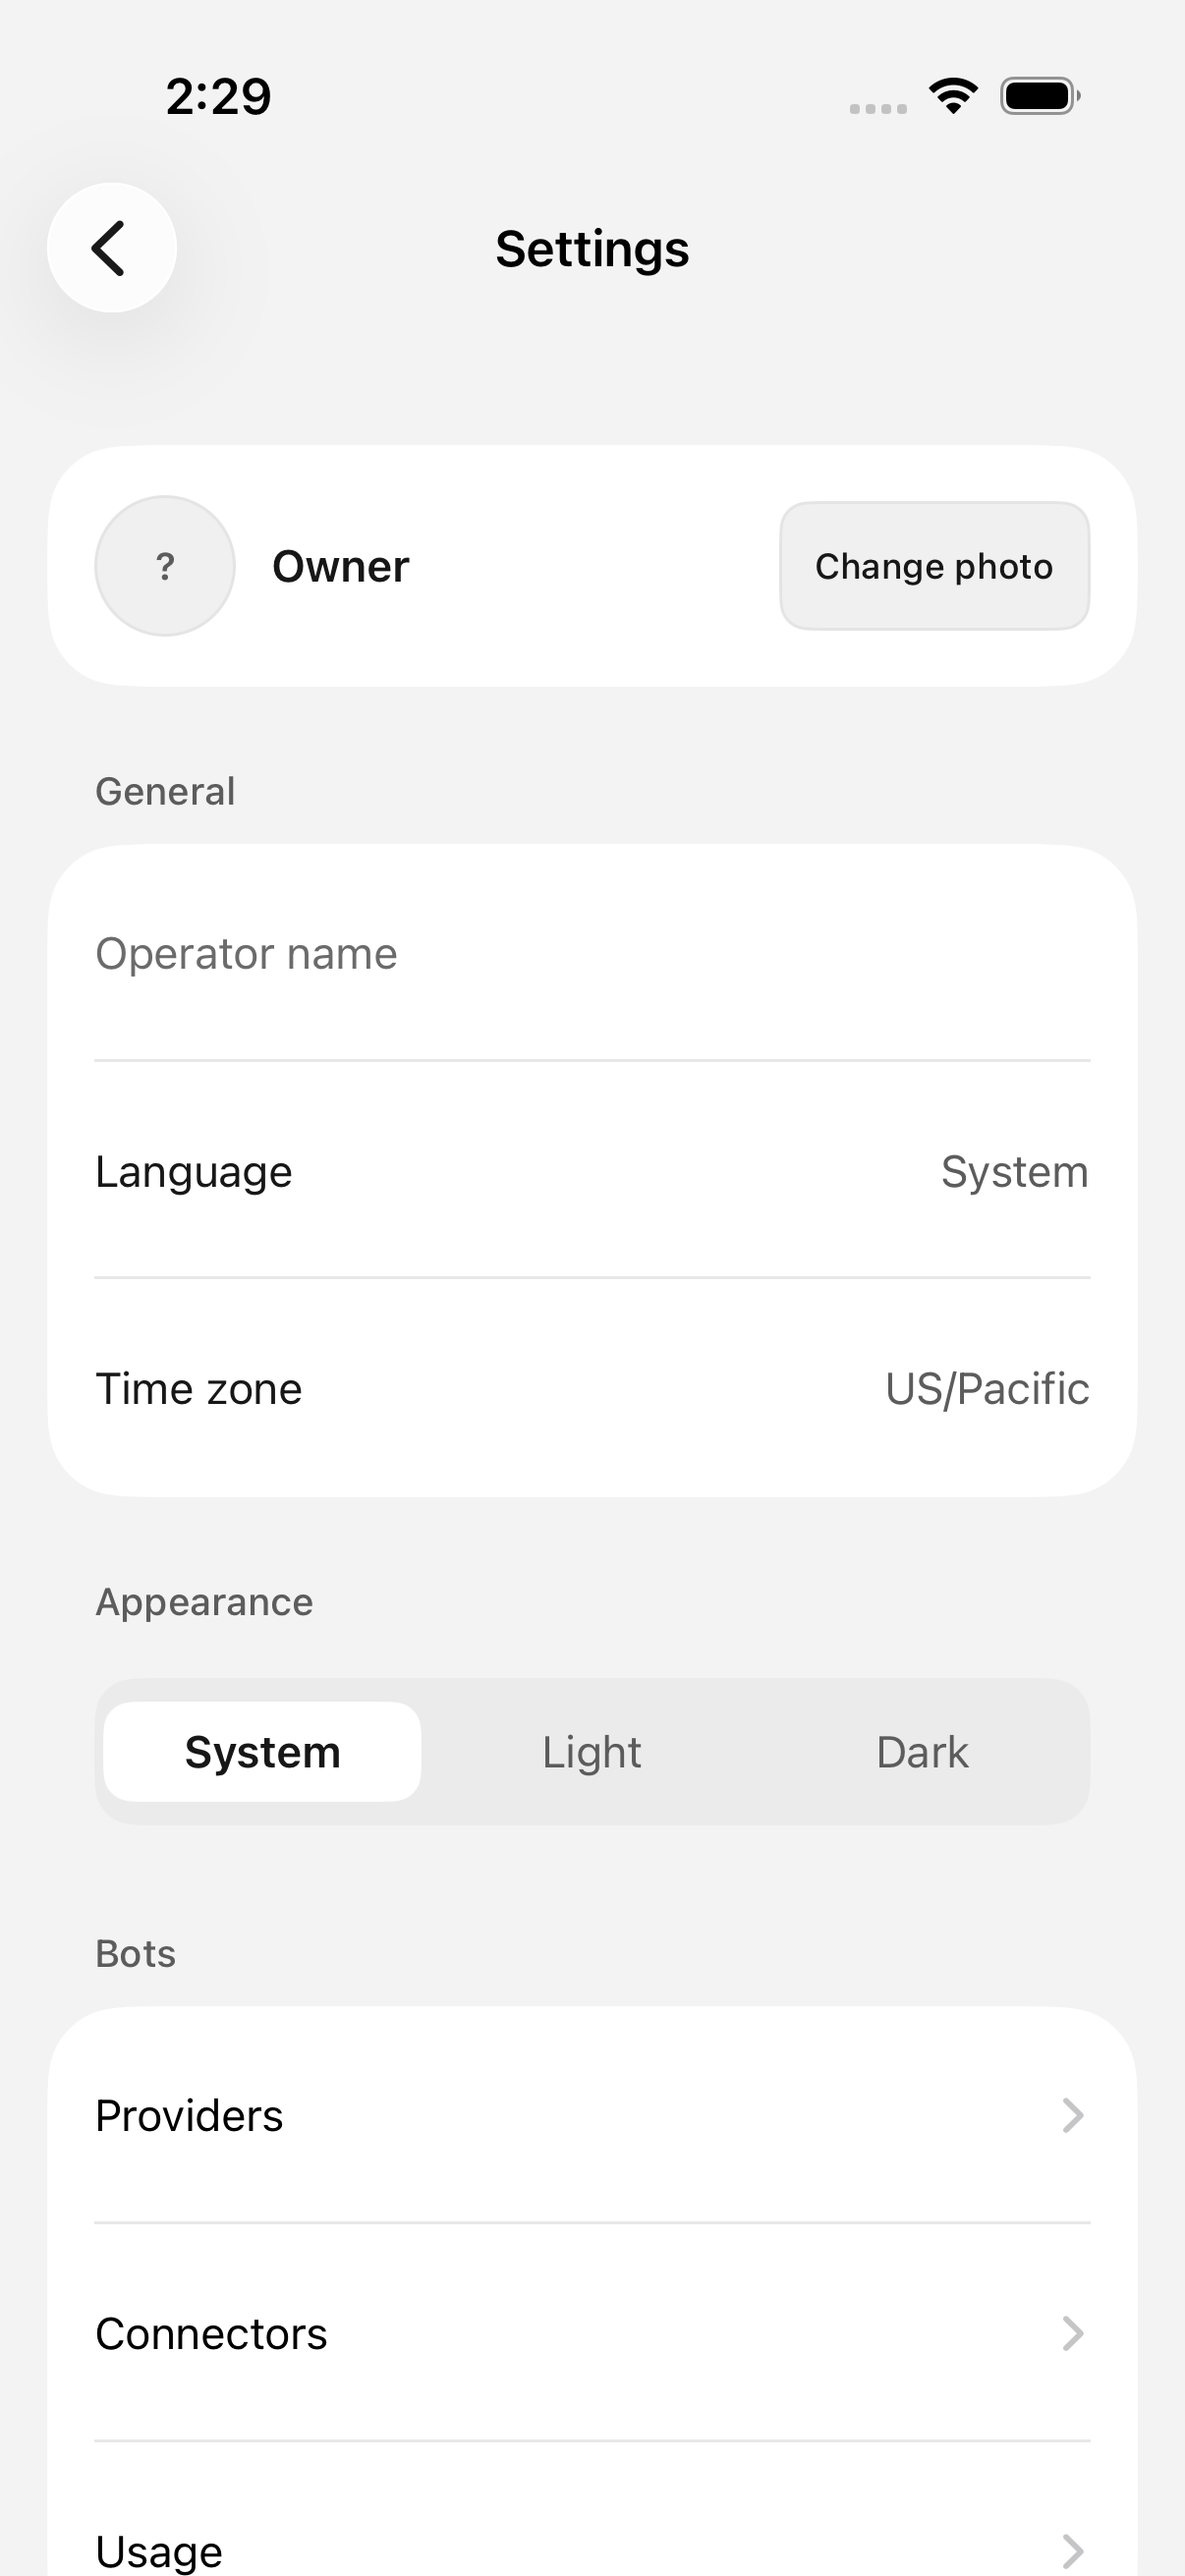 2:29
Settings
?
Owner
Change photo
General
Operator name
Language
System
Time zone
US/Pacific
Appearance
System
Light
Dark
Bots
Providers
Connectors
Usage